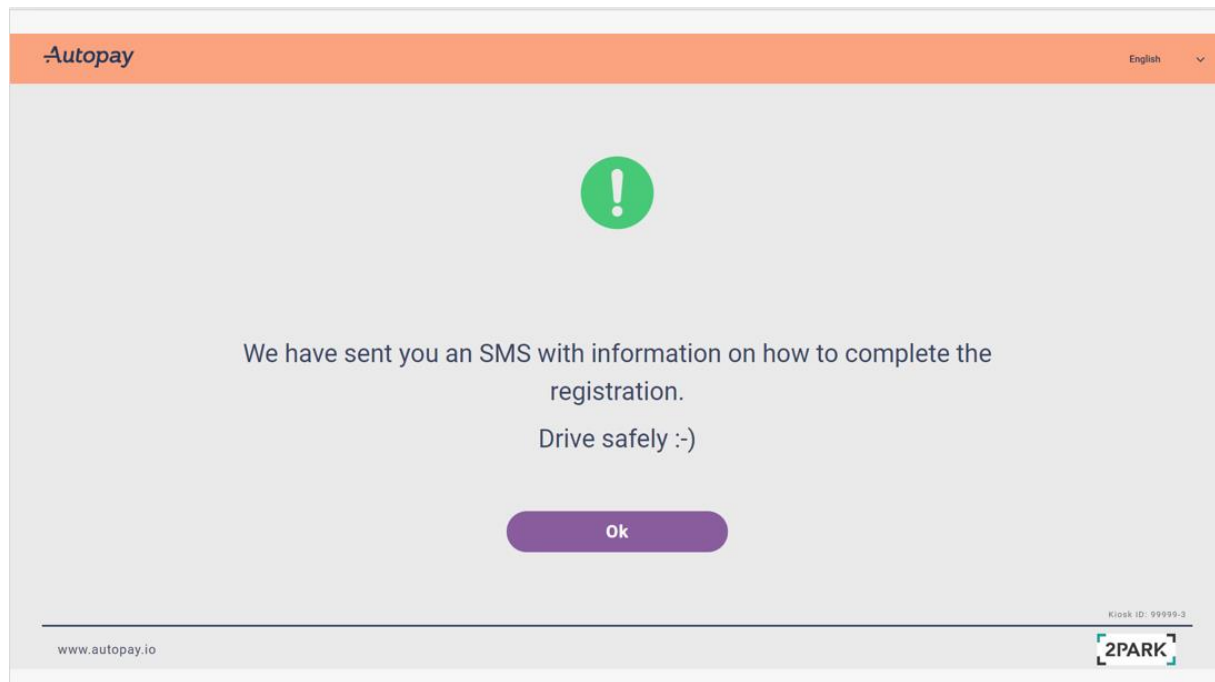 Autopay
English
We have sent you an SMS with information on how to complete the
registration.
Drive safely :-)
Ok
Kiosk ID: 99999-3
www.autopay.io
2PARK